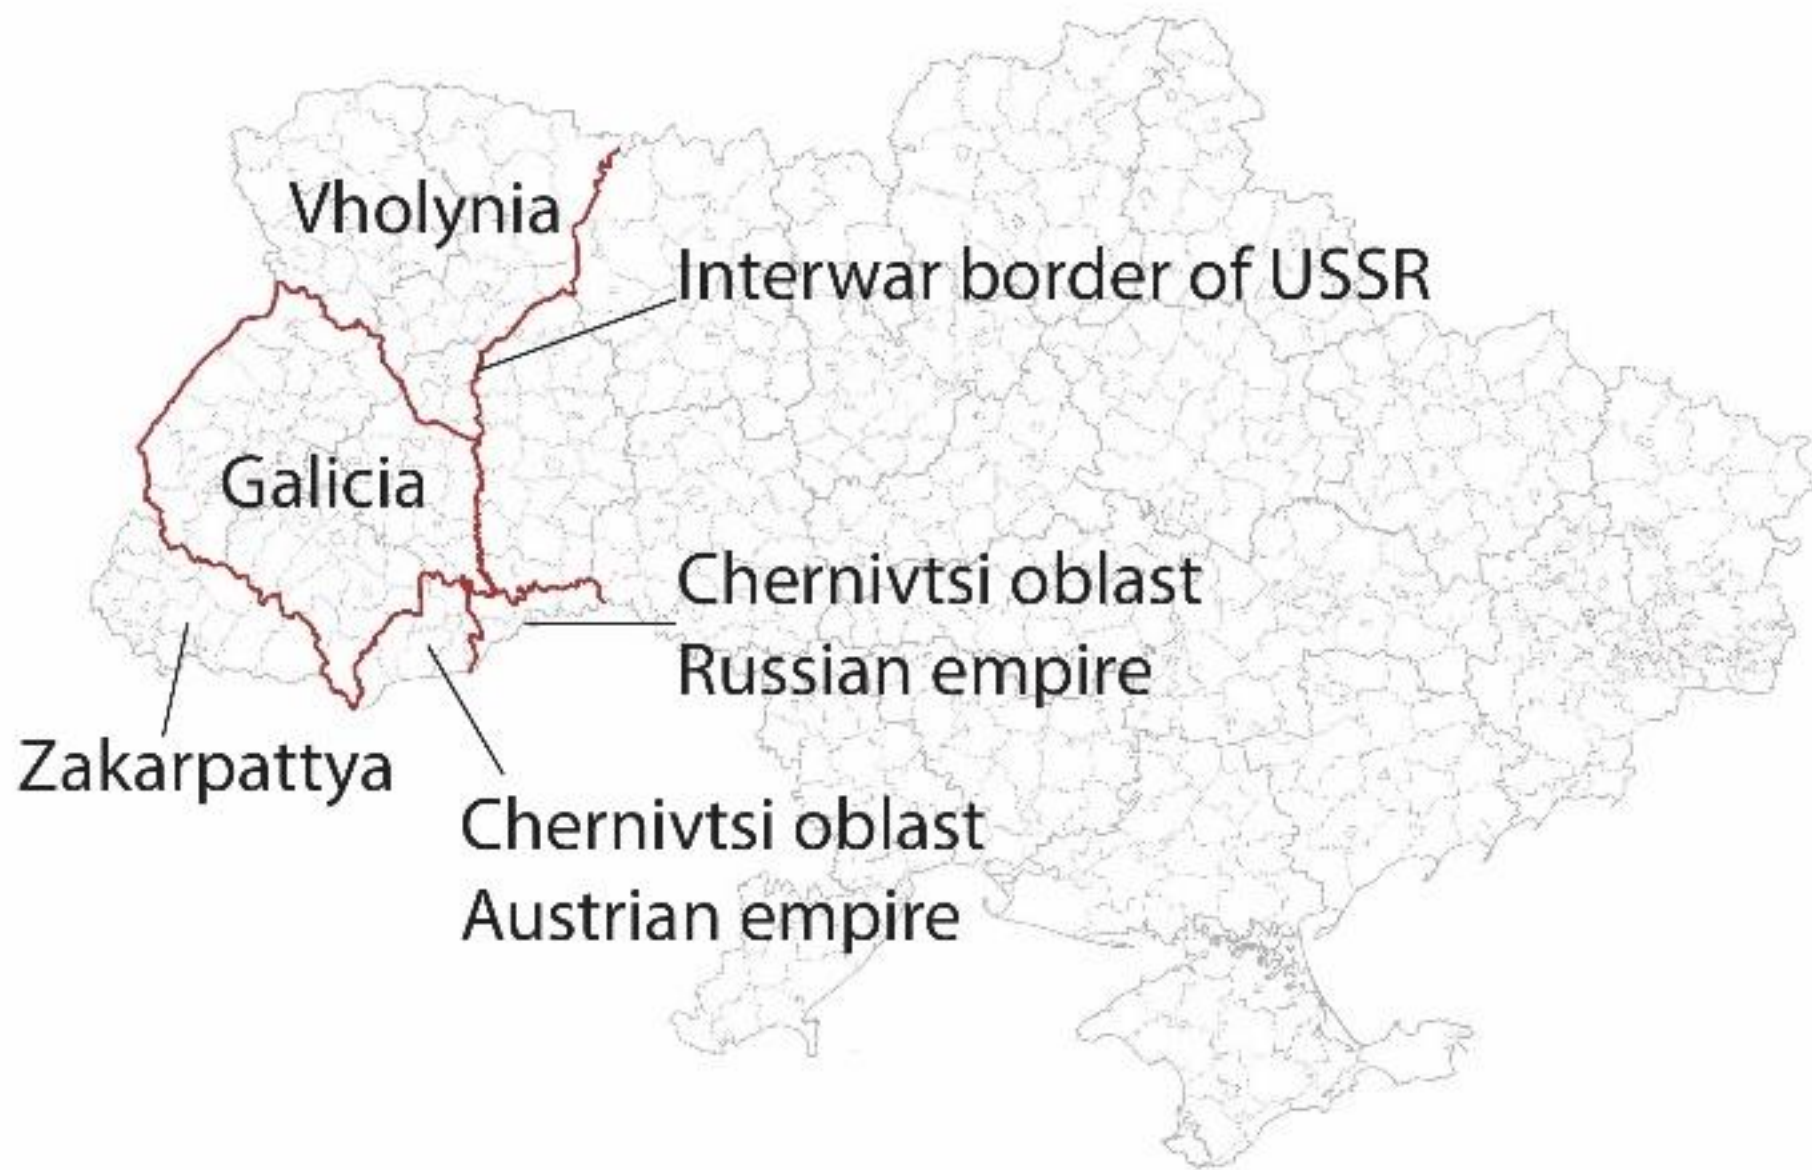 Vholynia
Interwar border of USSR
Galicia
Chernivtsi oblast
Russian empire
Zakarpattya
Chernivtsi oblast
Austrian empire